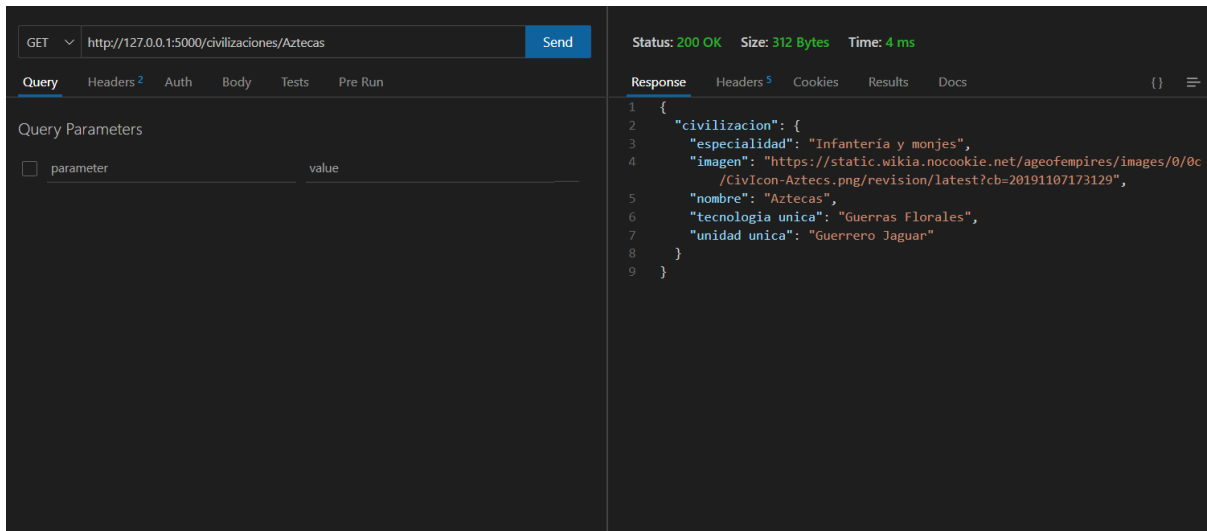 GET http://127.0.0.1:5000/civilizaciones/Aztecas Send
Query Headers 2 Auth Body Tests Pre Run
Query Parameters
parameter value
Status: 200 OK Size: 312 Bytes Time: 4 ms
Response Headers 5 Cookies Results Docs {}
1 {
2 "civilizacion": {
3 "especialidad": "Infantería y monjes",
4 "imagen": "https://static.wikia.nocookie.net/ageofempires/images/0/0c
/CivIcon-Aztecs.png/revision/latest?cb=20191107173129",
5 "nombre": "Aztecas",
6 "tecnologia unica": "Guerras Florales",
7 "unidad unica": "Guerrero Jaguar"
8 }
9 }